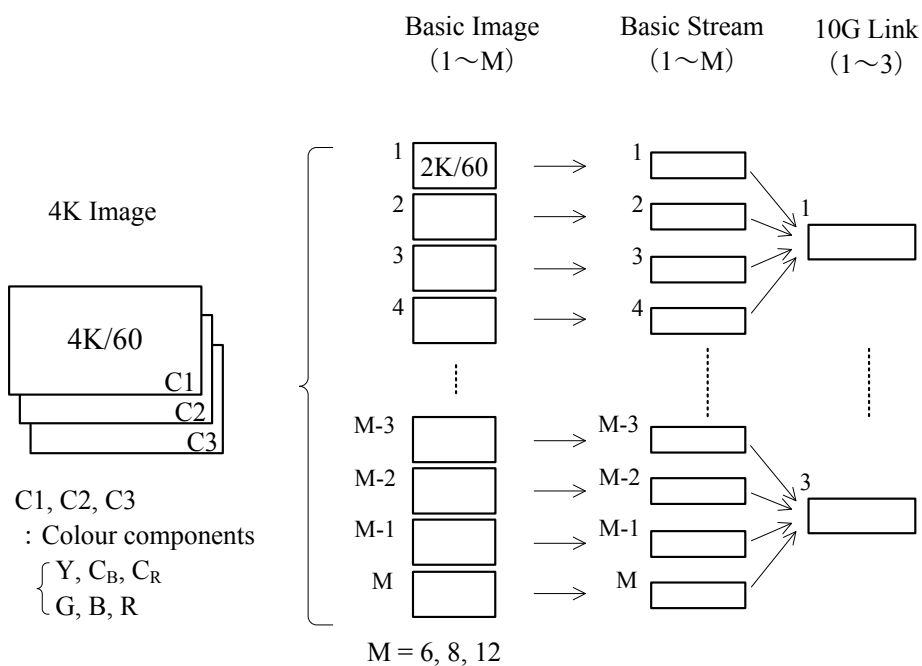 Basic Image
(1~M)
Basic Stream
(1~M)
10G Link
(1~3)
4K Image
4K/60
C1
C2
C3
C1, C2, C3
: Colour components
Y, CB, CR
G, B, R
1
2K/60
2
3
4
M-3
M-2
M-1
M
M = 6, 8, 12
1
2
3
4
M-3
M-2
M-1
M
1
3